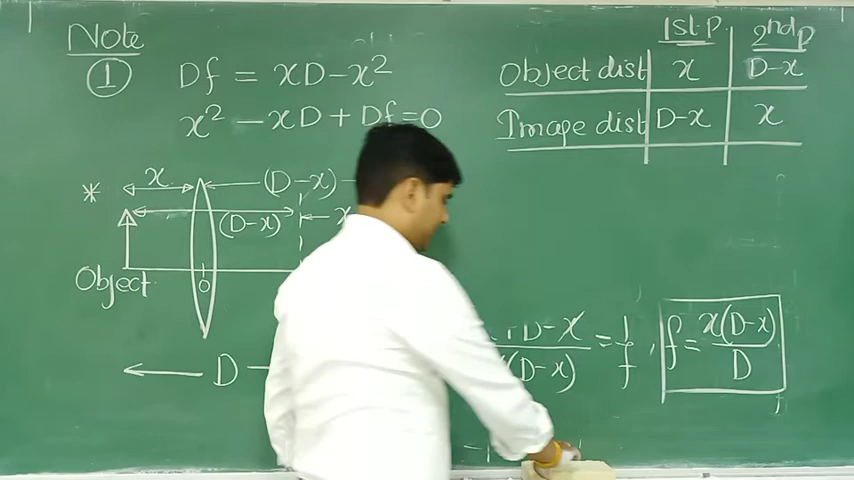 Note
①
Df = xD-x²
x² - xD + Df = 0
1st P. 2nd P
Object dist x D-x
Image dist D-x x
* x (D-x)
(D-x) x
Object O
D
+D-x/(D-x) = 1/f , f = x(D-x)/D